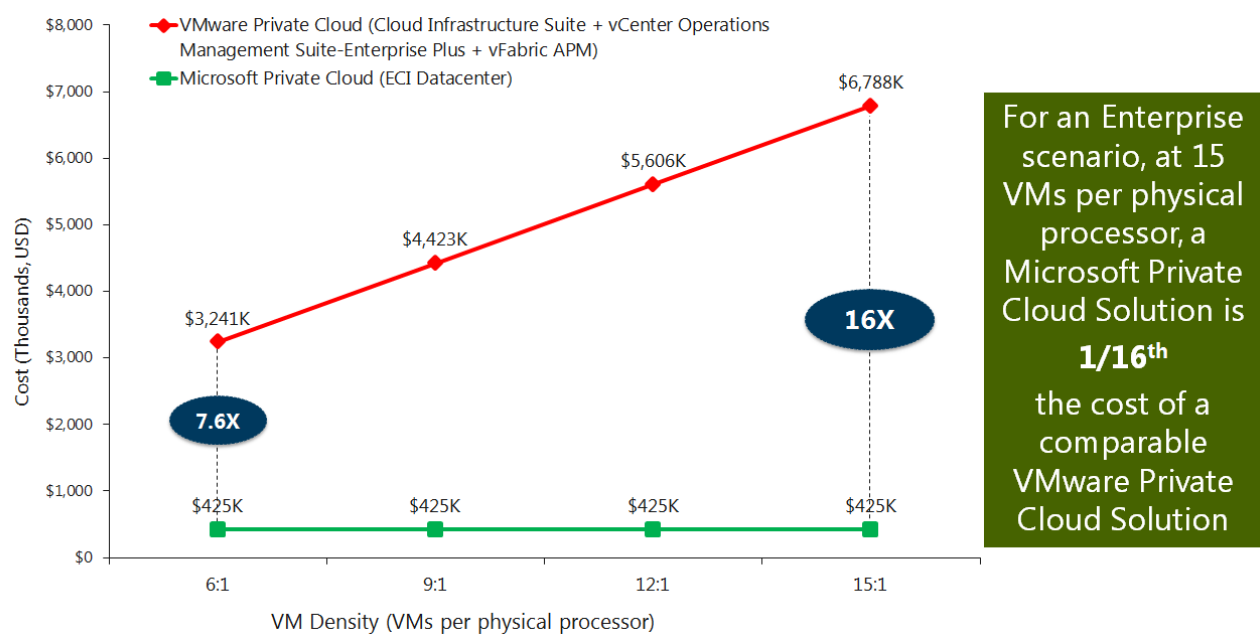 $8,000
$7,000
$6,000
$5,000
$4,000
$3,000
$2,000
$1,000
$0
Cost (Thousands, USD)
VMware Private Cloud (Cloud Infrastructure Suite + vCenter Operations
Management Suite-Enterprise Plus + vFabric APM)
Microsoft Private Cloud (ECI Datacenter)
$6,788K
$5,606K
$4,423K
$3,241K
16X
7.6X
$425K
$425K
$425K
$425K
6:1
9:1
12:1
15:1
VM Density (VMs per physical processor)
For an Enterprise
scenario, at 15
VMs per physical
processor, a
Microsoft Private
Cloud Solution is
1/16th
the cost of a
comparable
VMware Private
Cloud Solution